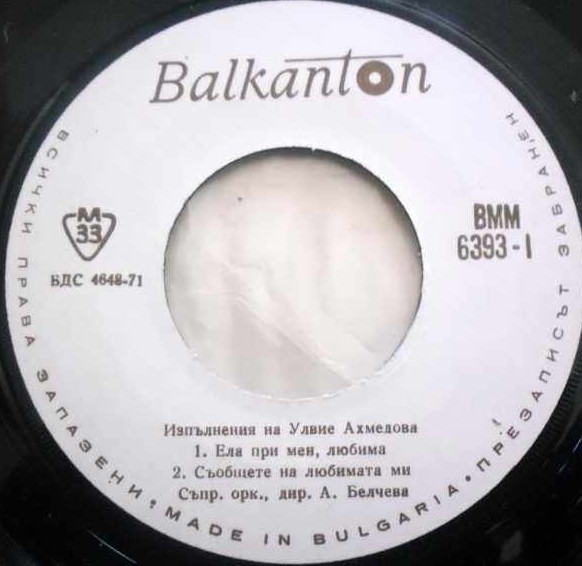 Balkanton
М
33
БДС 4648-71
ВММ
6393-I
Изпълнения на Улвие Ахмедова
1. Ела при мен, любима
2. Съобщете на любимата ми
Съпр. орк., дир. А. Белчева
ВСИЧКИ ПРАВА ЗАПАЗЕНИ • MADE IN BULGARIA • ПРЕЗАПИСЪТ ЗАБРАНЕН